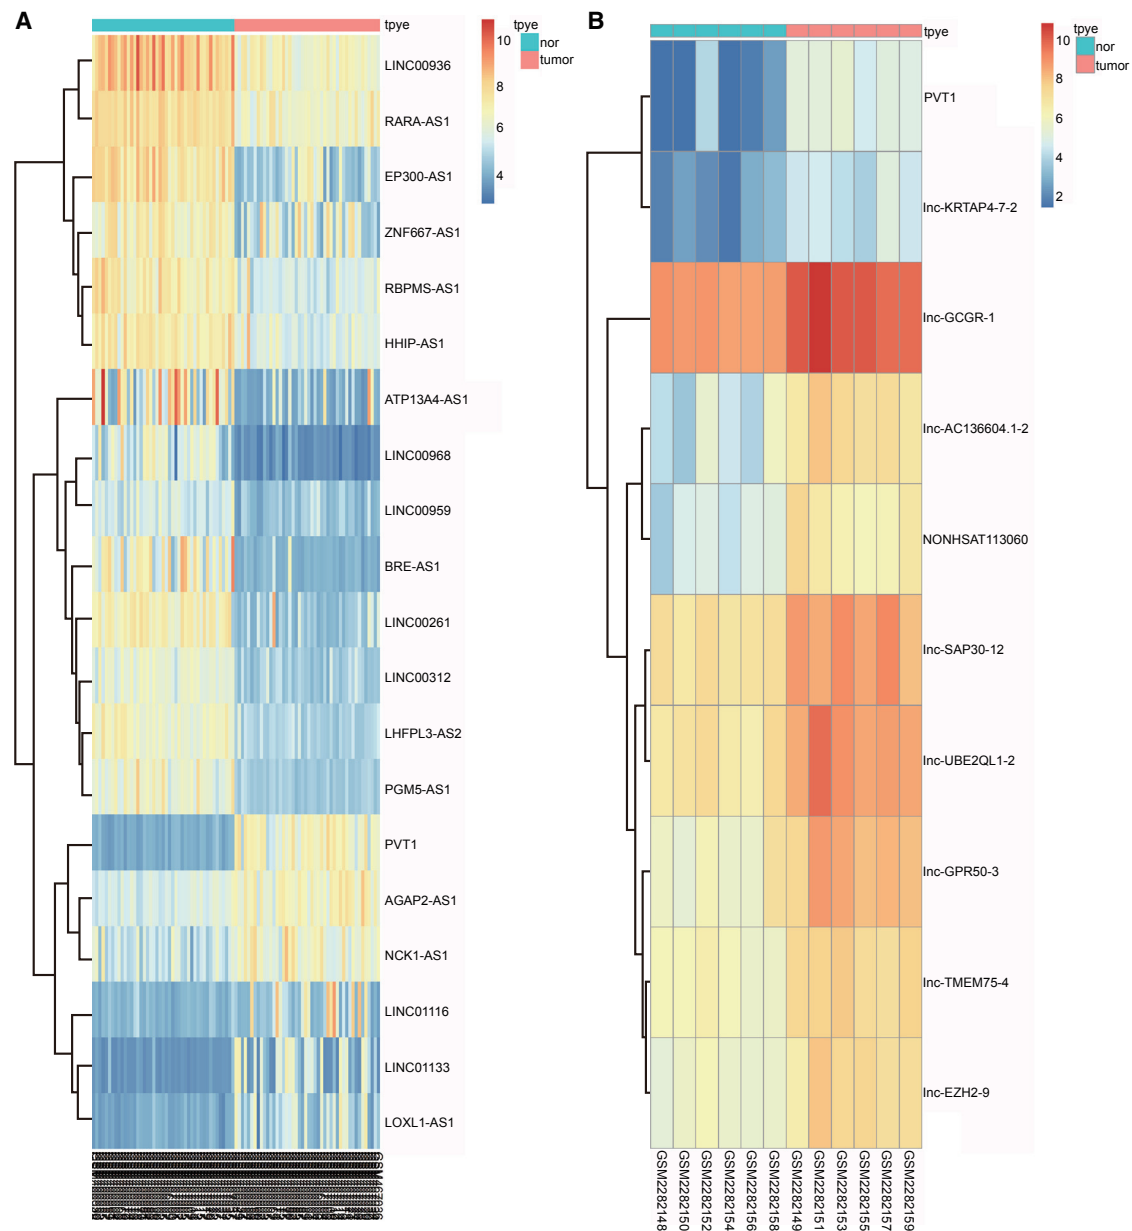 A
tpye
LINC00936
RARA-AS1
EP300-AS1
ZNF667-AS1
RBPMS-AS1
HHIP-AS1
ATP13A4-AS1
LINC00968
LINC00959
BRE-AS1
LINC00261
LINC00312
LHFPL3-AS2
PGM5-AS1
PVT1
AGAP2-AS1
NCK1-AS1
LINC01116
LINC01133
LOXL1-AS1
10
8
6
4
tpye
nor
tumor
B
tpye
PVT1
lnc-KRTAP4-7-2
lnc-GCGR-1
lnc-AC136604.1-2
NONHSAT113060
lnc-SAP30-12
lnc-UBE2QL1-2
lnc-GPR50-3
lnc-TMEM75-4
lnc-EZH2-9
10
8
6
4
2
tpye
nor
tumor
GSM2282148
GSM2282150
GSM2282152
GSM2282154
GSM2282156
GSM2282158
GSM2282149
GSM2282151
GSM2282153
GSM2282155
GSM2282157
GSM2282159